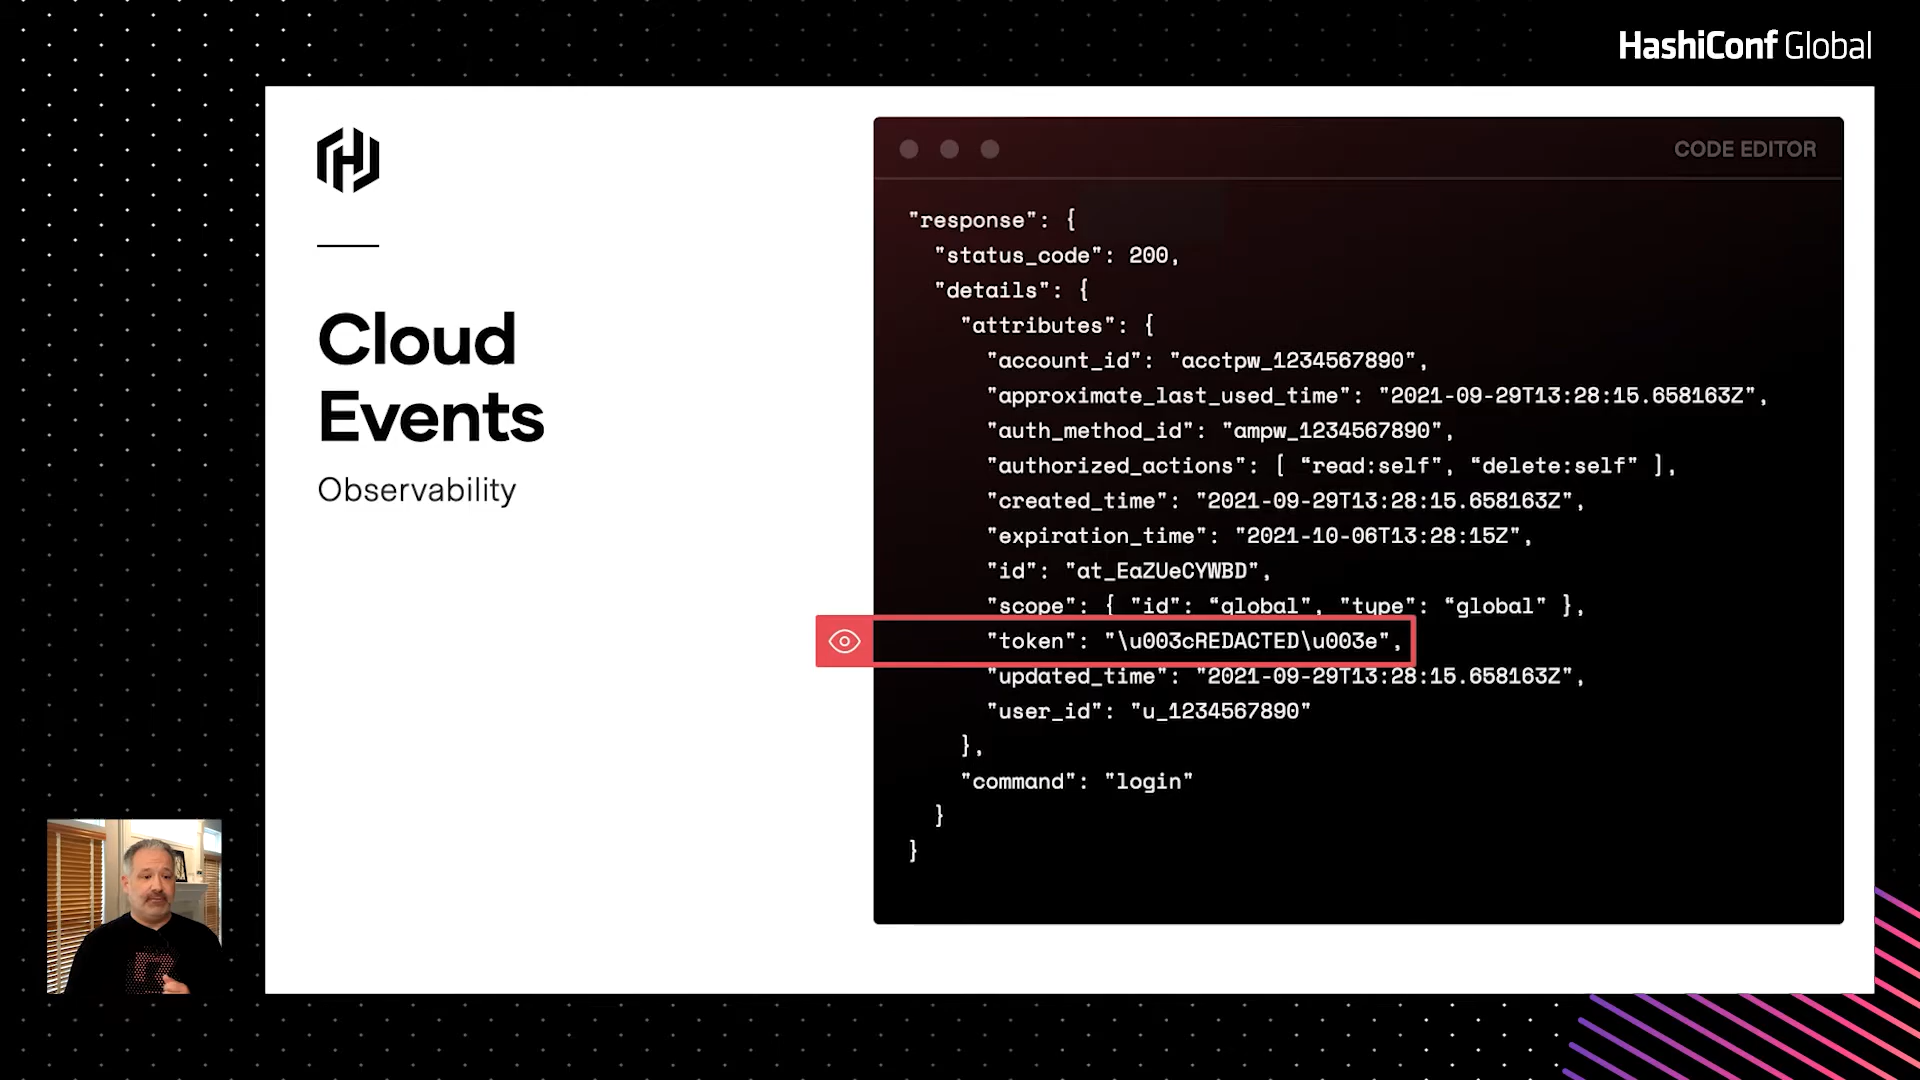 HashiConf Global
Cloud
Events
Observability
CODE EDITOR
"response": {
"status_code": 200,
"details": {
"attributes": {
"account_id": "acctpw_1234567890",
"approximate_last_used_time": "2021-09-29T13:28:15.658163Z",
"auth_method_id": "ampw_1234567890",
"authorized_actions": [ “read:self", “delete:self" ],
"created_time": "2021-09-29T13:28:15.658163Z",
"expiration_time": "2021-10-06T13:28:15Z",
"id": "at_EaZUeCYWBD",
"scope": { "id": “global", "type": “global" },
"token": "\u003cREDACTED\u003e",
"updated_time": "2021-09-29T13:28:15.658163Z",
"user_id": "u_1234567890"
},
"command": "login"
}
}